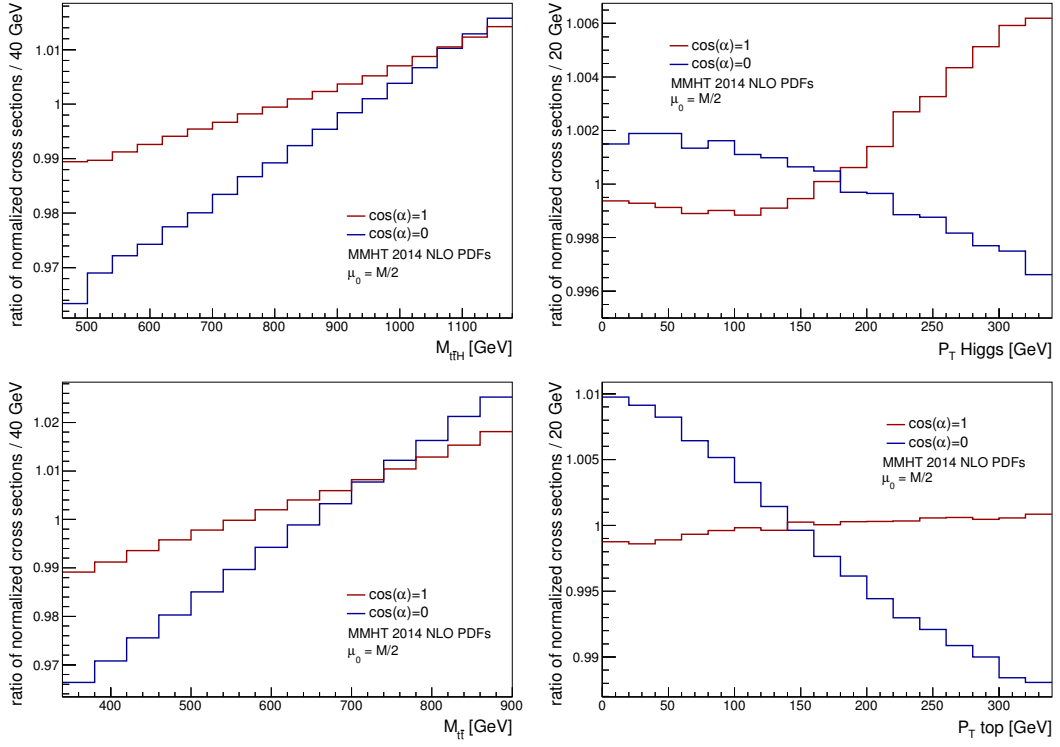 ratio of normalized cross sections / 40 GeV
1.01
1
0.99
0.98
0.97
cos(α)=1
cos(α)=0
MMHT 2014 NLO PDFs
μ₀ = M/2
500 600 700 800 900 1000 1100
M_tt̄H [GeV]
ratio of normalized cross sections / 20 GeV
1.006
1.004
1.002
1
0.998
0.996
cos(α)=1
cos(α)=0
MMHT 2014 NLO PDFs
μ₀ = M/2
0 50 100 150 200 250 300
P_T Higgs [GeV]
ratio of normalized cross sections / 40 GeV
1.02
1.01
1
0.99
0.98
0.97
cos(α)=1
cos(α)=0
MMHT 2014 NLO PDFs
μ₀ = M/2
400 500 600 700 800 900
M_tt̄ [GeV]
ratio of normalized cross sections / 20 GeV
1.01
1.005
1
0.995
0.99
cos(α)=1
cos(α)=0
MMHT 2014 NLO PDFs
μ₀ = M/2
0 50 100 150 200 250 300
P_T top [GeV]